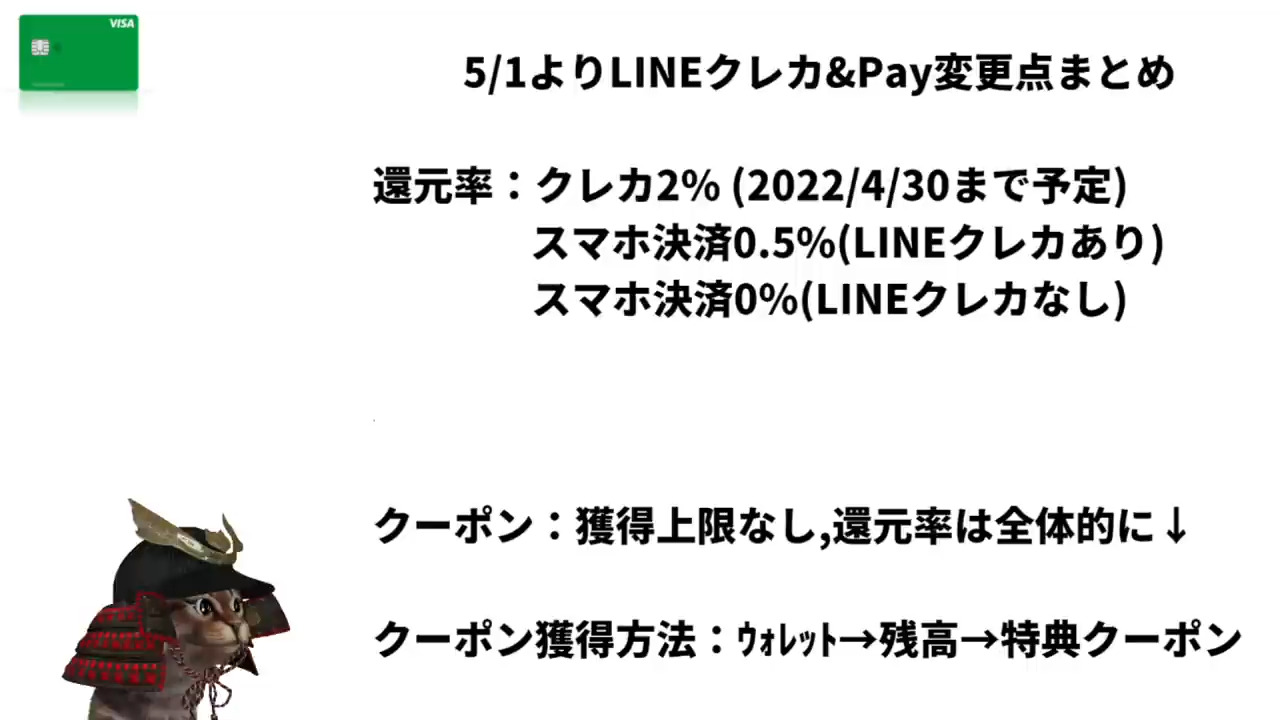 VISA
5/1よりLINEクレカ&Pay変更点まとめ
還元率：クレカ2% (2022/4/30まで予定)
スマホ決済0.5%(LINEクレカあり)
スマホ決済0%(LINEクレカなし)
クーポン：獲得上限なし,還元率は全体的に↓
クーポン獲得方法：ｳｫﾚｯﾄ→残高→特典クーポン